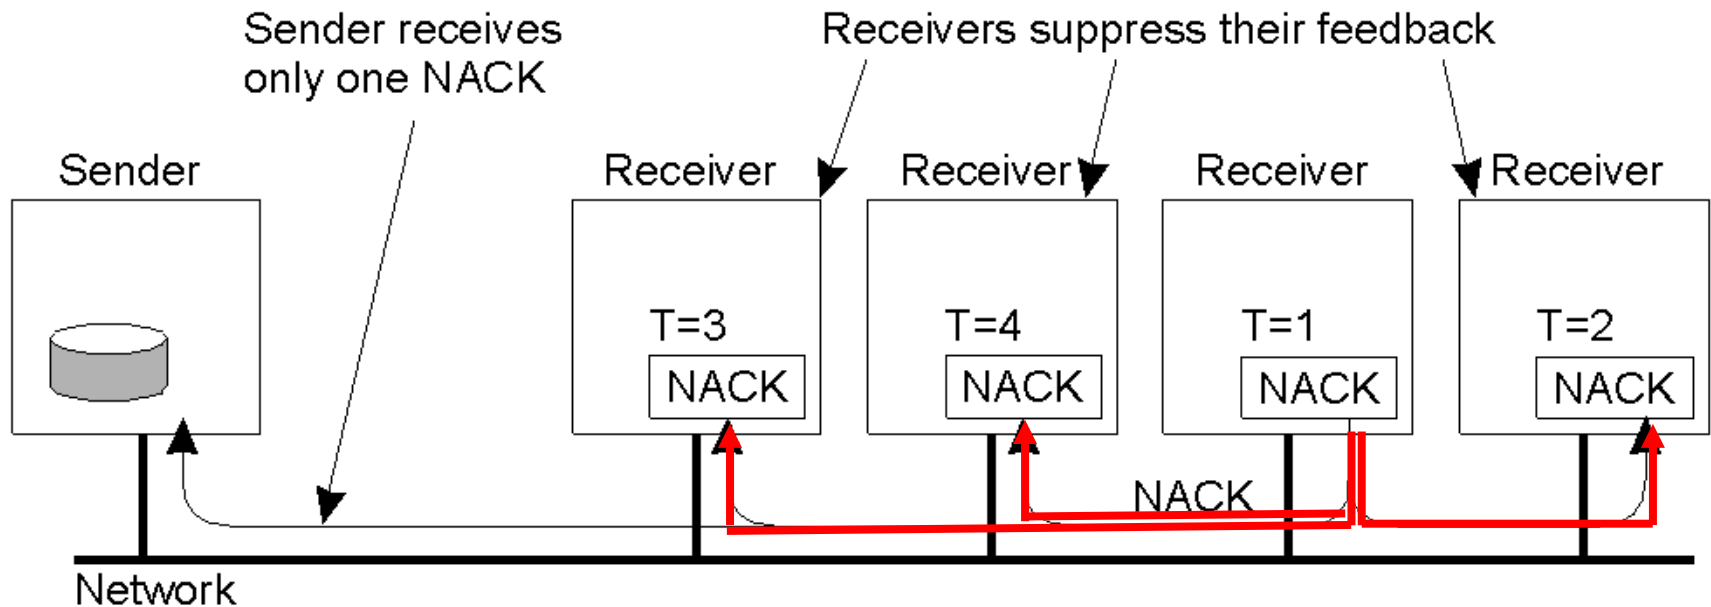 Sender receives
only one NACK
Receivers suppress their feedback
Sender
Receiver
Receiver
Receiver
Receiver
T=3
T=4
T=1
T=2
NACK
NACK
NACK
NACK
NACK
Network